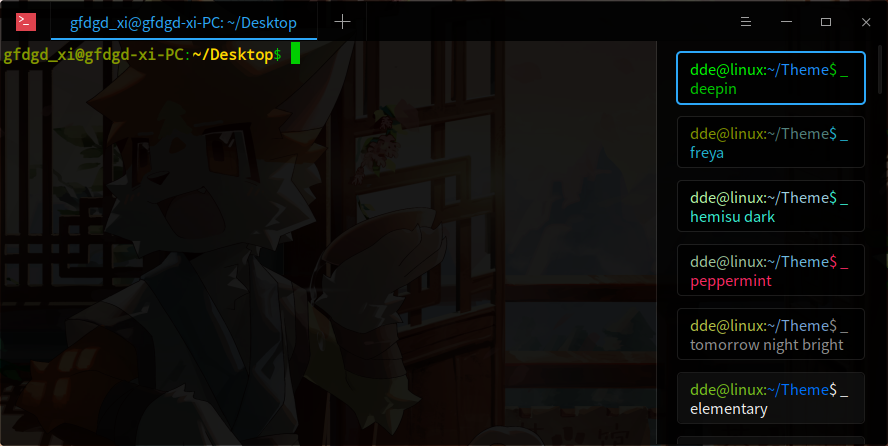 gfdgd_xi@gfdgd-xi-PC: ~/Desktop
gfdgd_xi@gfdgd-xi-PC:~/Desktop$
dde@linux:~/Theme$ _
deepin
dde@linux:~/Theme$ _
freya
dde@linux:~/Theme$ _
hemisu dark
dde@linux:~/Theme$ _
peppermint
dde@linux:~/Theme$ _
tomorrow night bright
dde@linux:~/Theme$ _
elementary